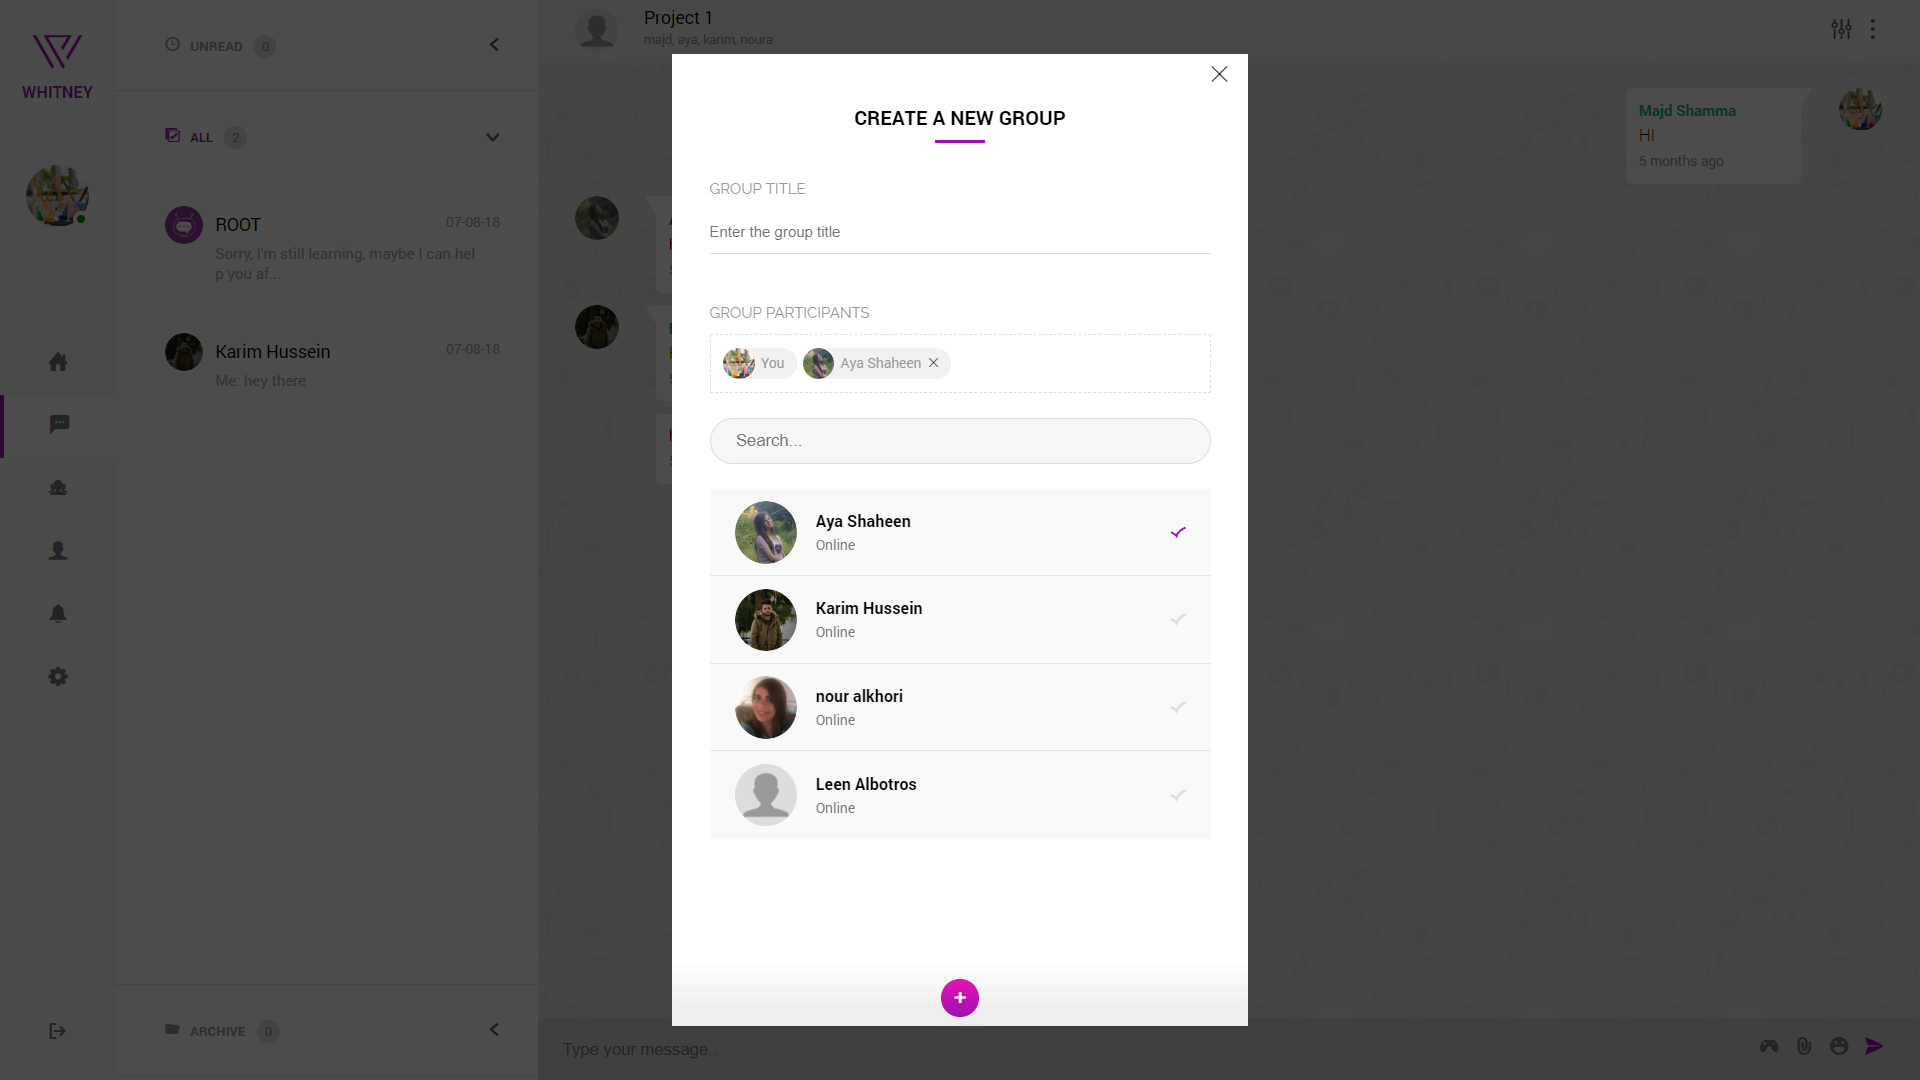 WHITNEY
UNREAD 0
ALL 2
ROOT 07-08-18
Sorry, I'm still learning, maybe I can hel
p you af...
Karim Hussein 07-08-18
Me: hey there
ARCHIVE 0
Project 1
majd, aya, karim, noura
Majd Shamma
HI
5 months ago
Type your message..
CREATE A NEW GROUP
GROUP TITLE
Enter the group title
GROUP PARTICIPANTS
You
Aya Shaheen
Search...
Aya Shaheen
Online
Karim Hussein
Online
nour alkhori
Online
Leen Albotros
Online